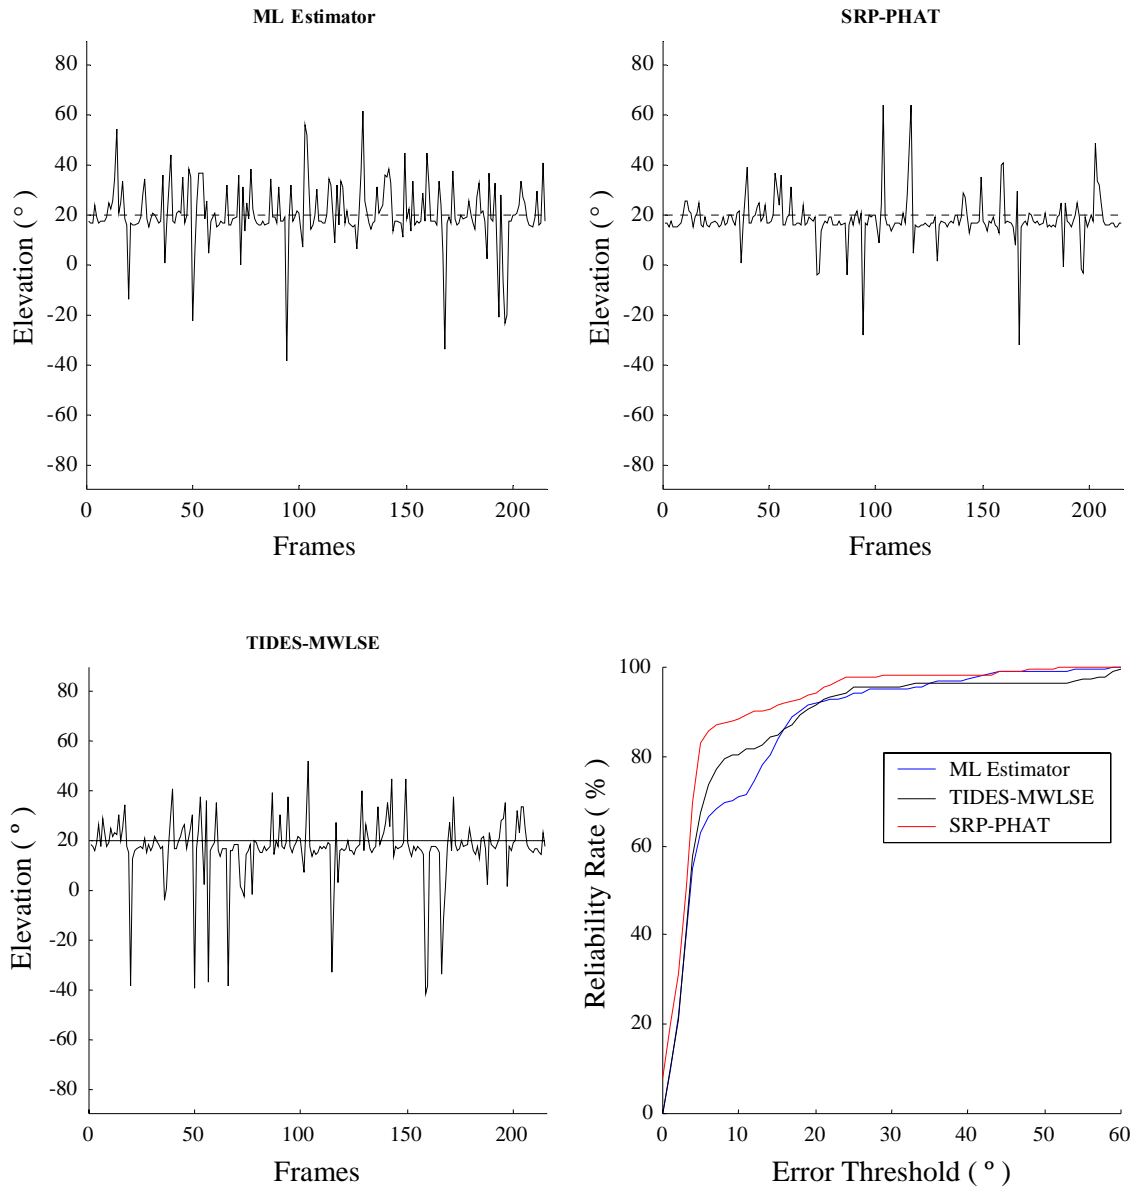 ML Estimator
80
60
40
20
0
-20
-40
-60
-80
Elevation ( ° )
0 50 100 150 200
Frames
SRP-PHAT
80
60
40
20
0
-20
-40
-60
-80
Elevation ( ° )
0 50 100 150 200
Frames
TIDES-MWLSE
80
60
40
20
0
-20
-40
-60
-80
Elevation ( º )
0 50 100 150 200
Frames
100
80
60
40
20
0
Reliability Rate ( % )
ML Estimator
TIDES-MWLSE
SRP-PHAT
0 10 20 30 40 50 60
Error Threshold ( º )